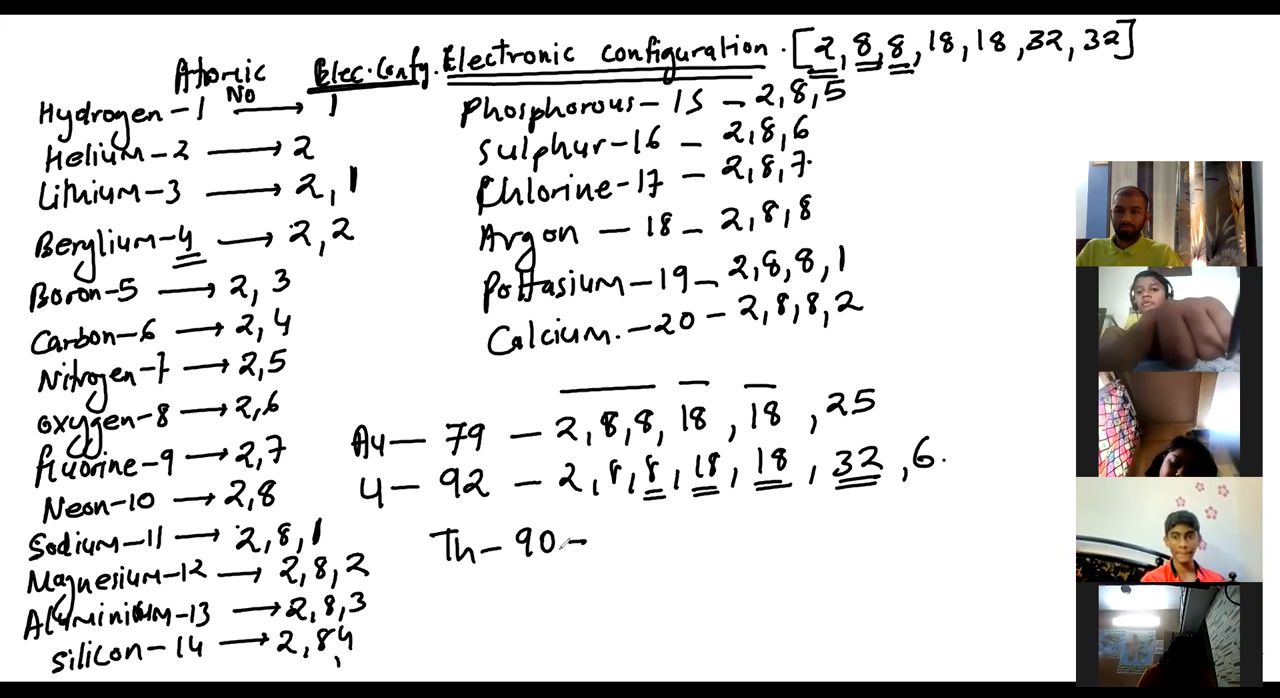 Atomic No Elec. Confg. Electronic configuration. [2, 8, 8, 18, 18, 32, 32]
Hydrogen-1 → 1
Helium-2 → 2
Lithium-3 → 2, 1
Berylium-4 → 2, 2
Boron-5 → 2, 3
Carbon-6 → 2, 4
Nitrogen-7 → 2,5
oxygen-8 → 2,6
fluorine-9 → 2,7
Neon-10 → 2,8
Sodium-11 → 2,8,1
Magnesium-12 → 2,8,2
Aluminium-13 → 2,8,3
Silicon-14 → 2,8,4
Phosphorous-15 - 2,8,5
Sulphur-16 - 2,8,6
Chlorine-17 - 2,8,7.
Argon - 18 - 2,8,8
Pottasium-19 - 2,8,8,1
Calcium. -20 - 2,8,8,2
Au - 79 - 2,8,8, 18, 18, 25
U - 92 - 2,8,8, 18, 18, 32, 6.
Th - 90 -